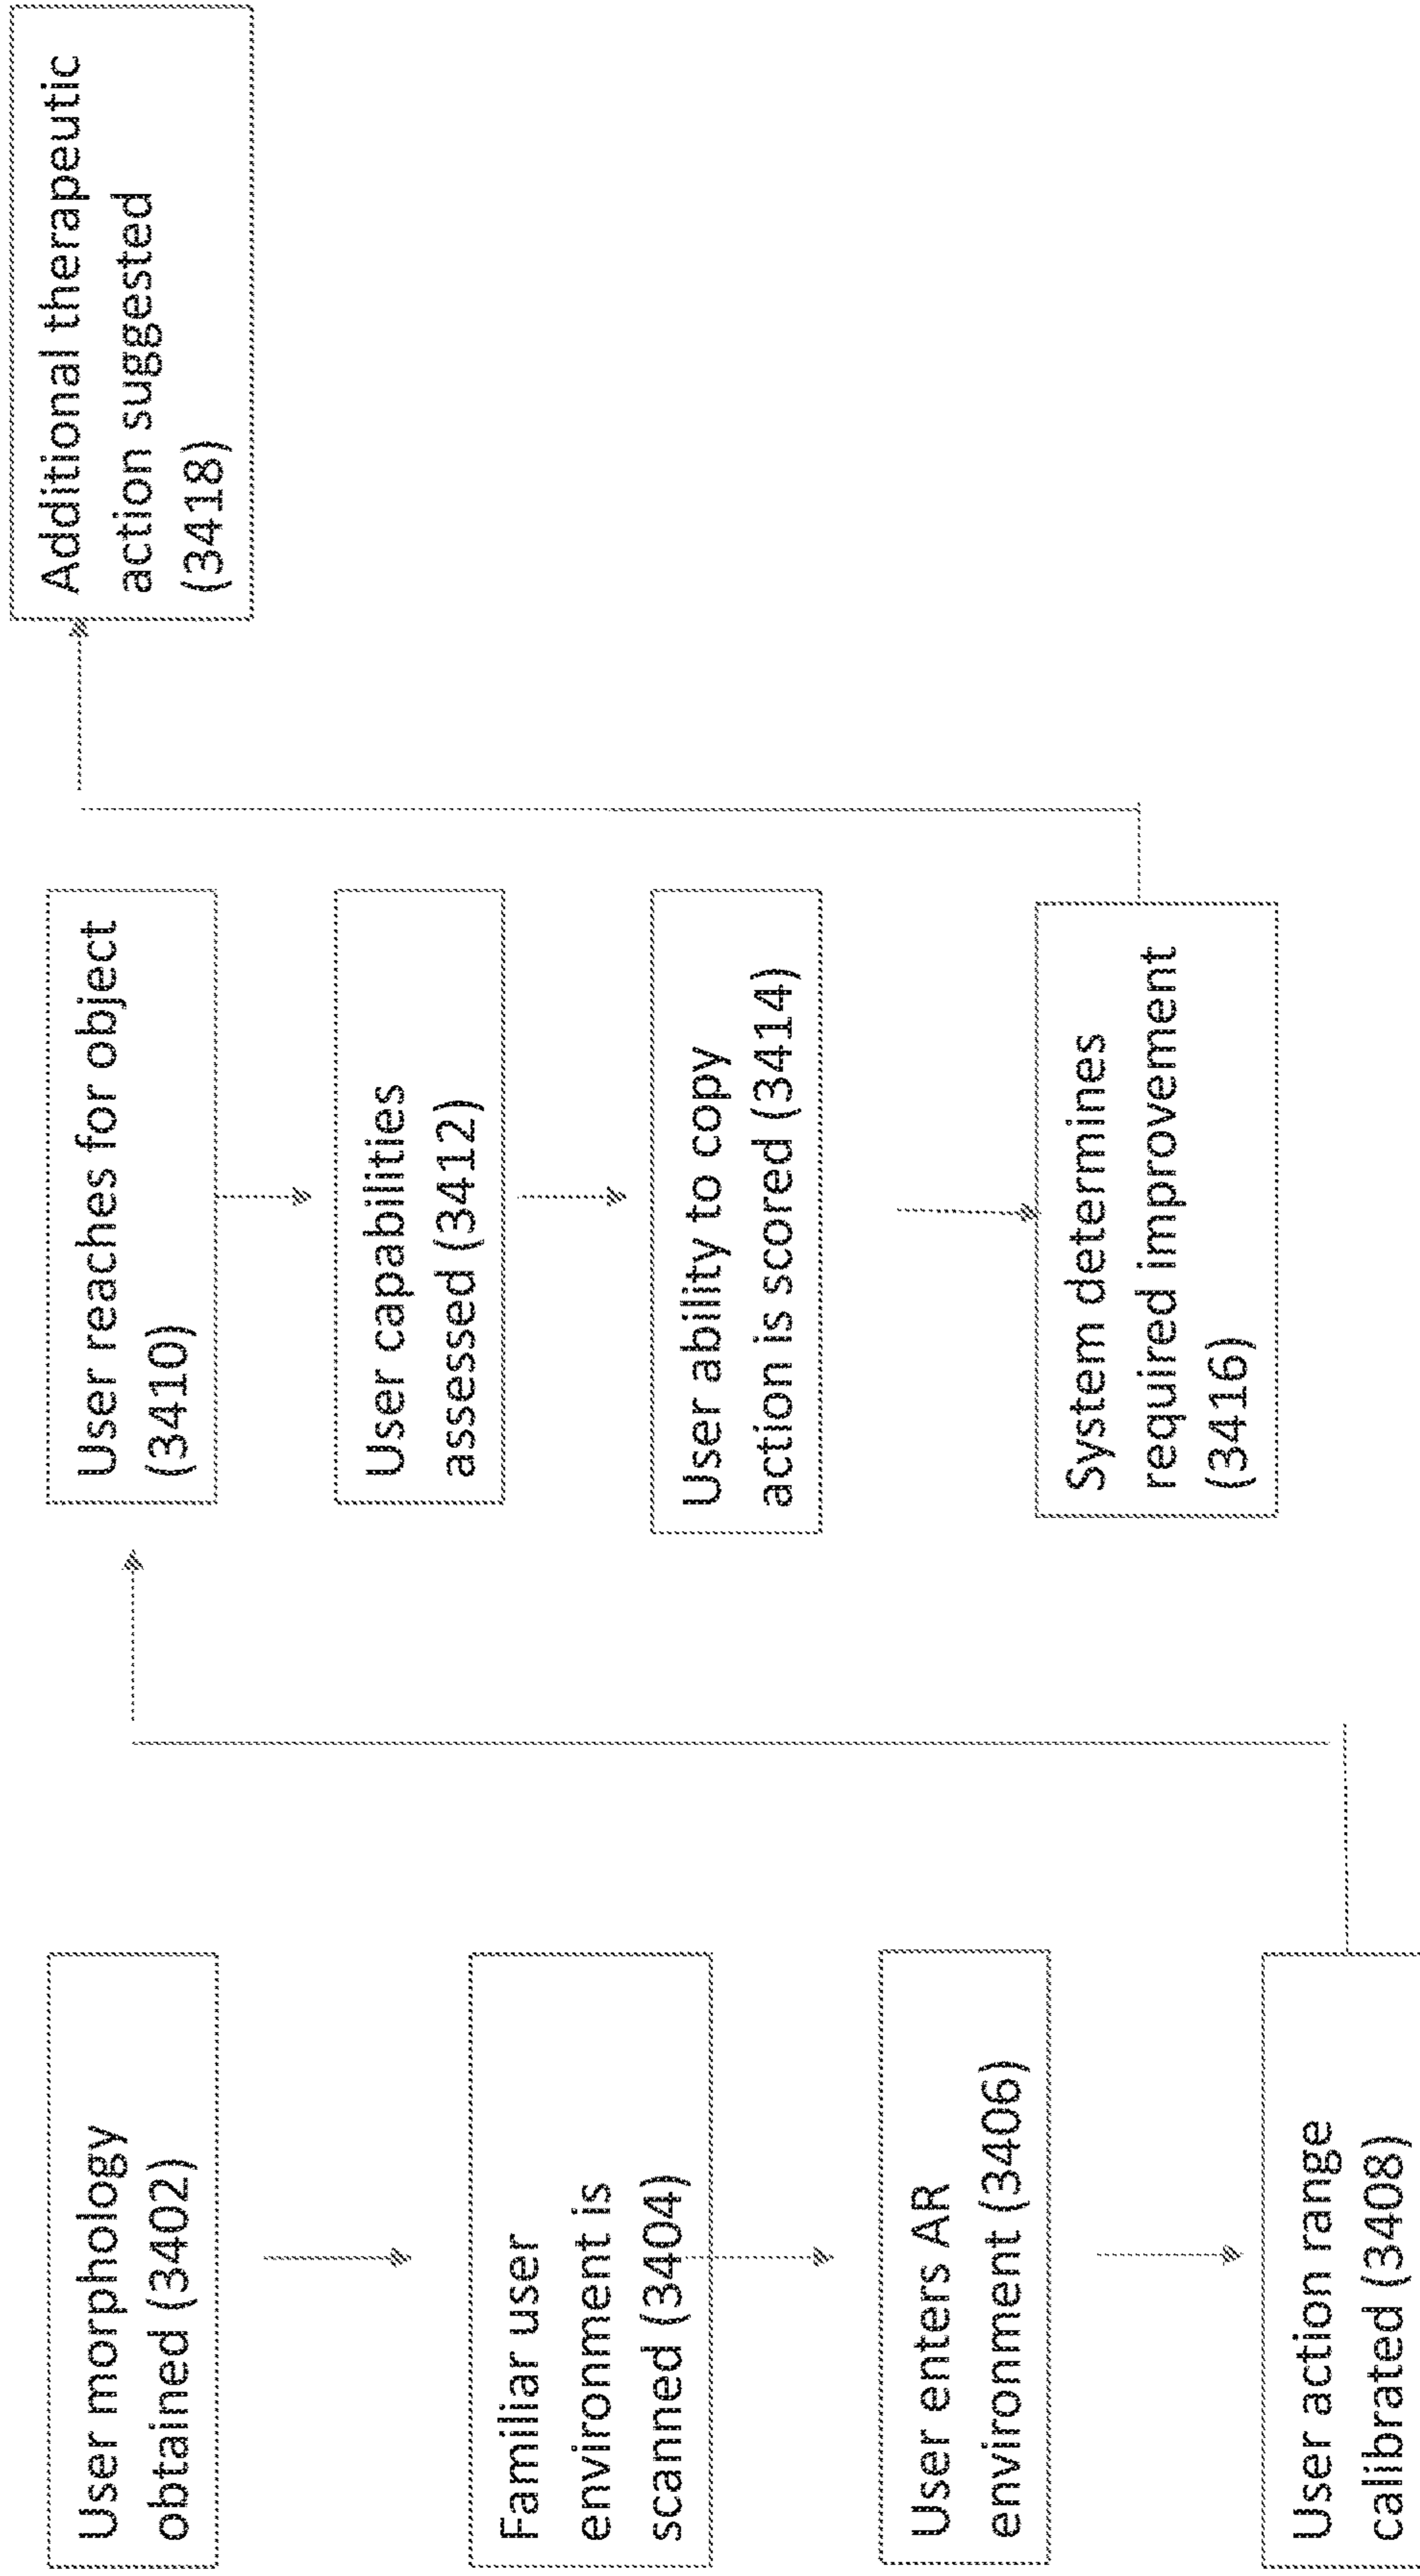 User morphology
obtained (3402)
Familiar user
environment is
scanned (3404)
User enters AR
environment (3406)
User action range
calibrated (3408)
User reaches for object
(3410)
User capabilities
assessed (3412)
User ability to copy
action is scored (3414)
System determines
required improvement
(3416)
Additional therapeutic
action suggested
(3418)